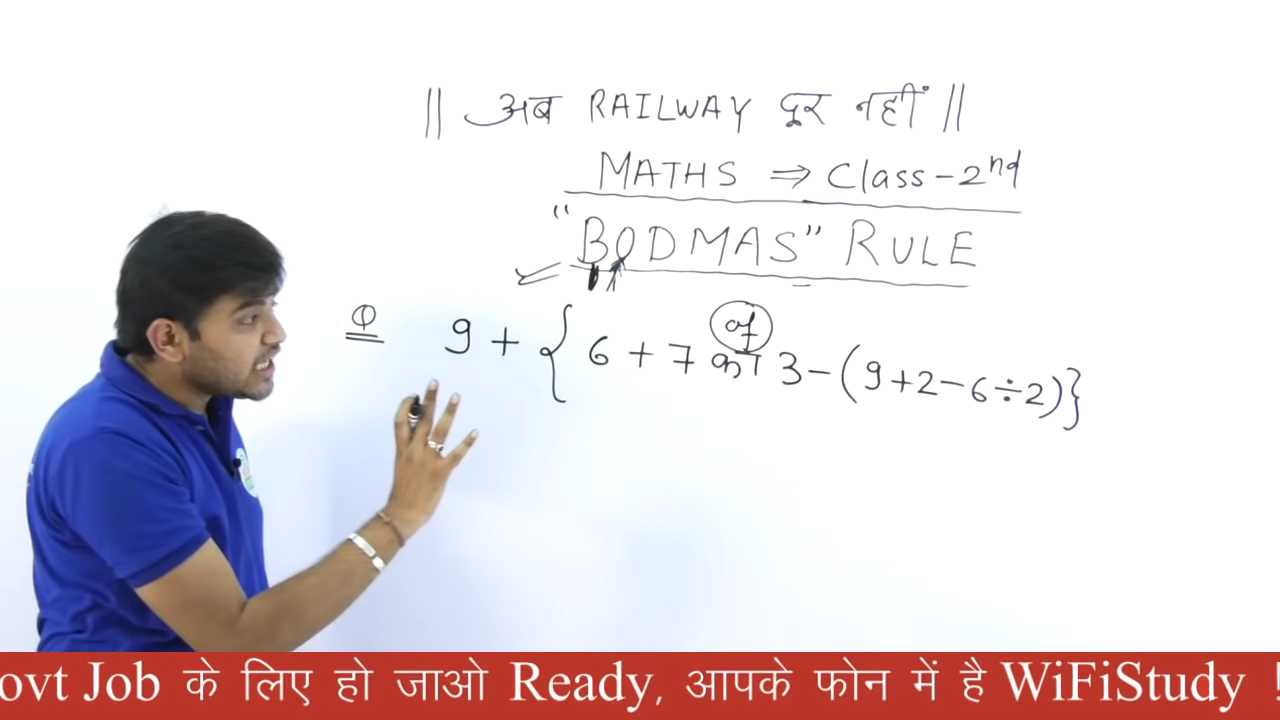 || अब RAILWAY दूर नहीं ||
MATHS ⇒ Class-2nd
"BODMAS" RULE
Q 9 + { 6 + 7 का 3 - ( 9 + 2 - 6 ÷ 2 ) }
of
ovt Job के लिए हो जाओ Ready, आपके फोन में है WiFiStudy !